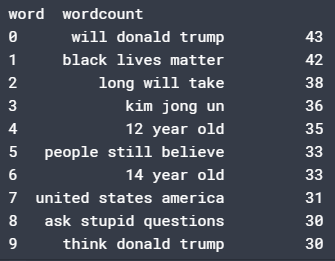 word wordcount
0 will donald trump 43
1 black lives matter 42
2 long will take 38
3 kim jong un 36
4 12 year old 35
5 people still believe 33
6 14 year old 33
7 united states america 31
8 ask stupid questions 30
9 think donald trump 30